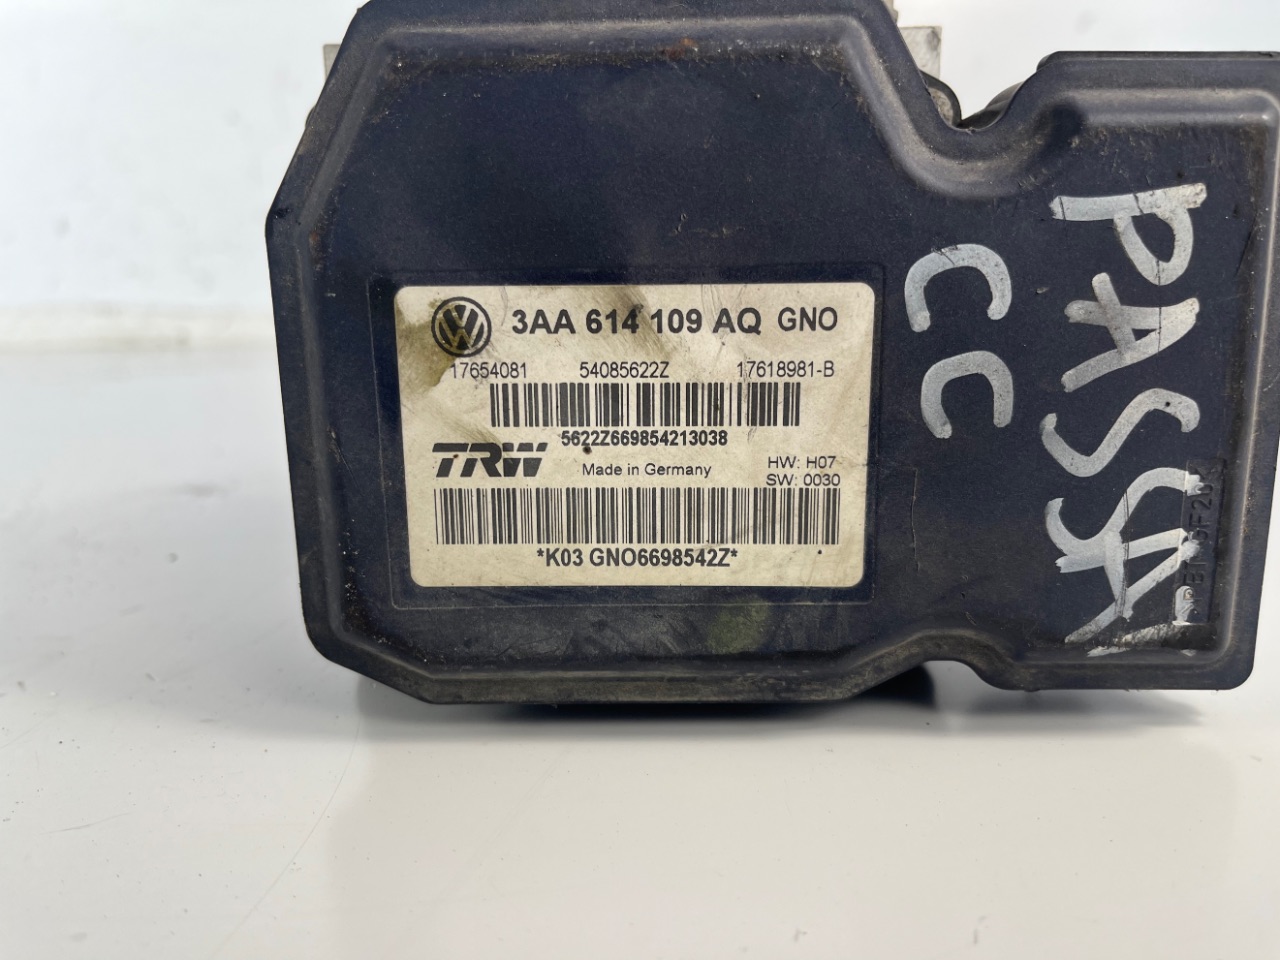 3AA 614 109 AQ GNO
17654081 54085622Z 17618981-B
5622Z669854213038
TRW Made in Germany HW: H07
SW: 0030
*K03 GNO6698542Z*
PASSA
CC